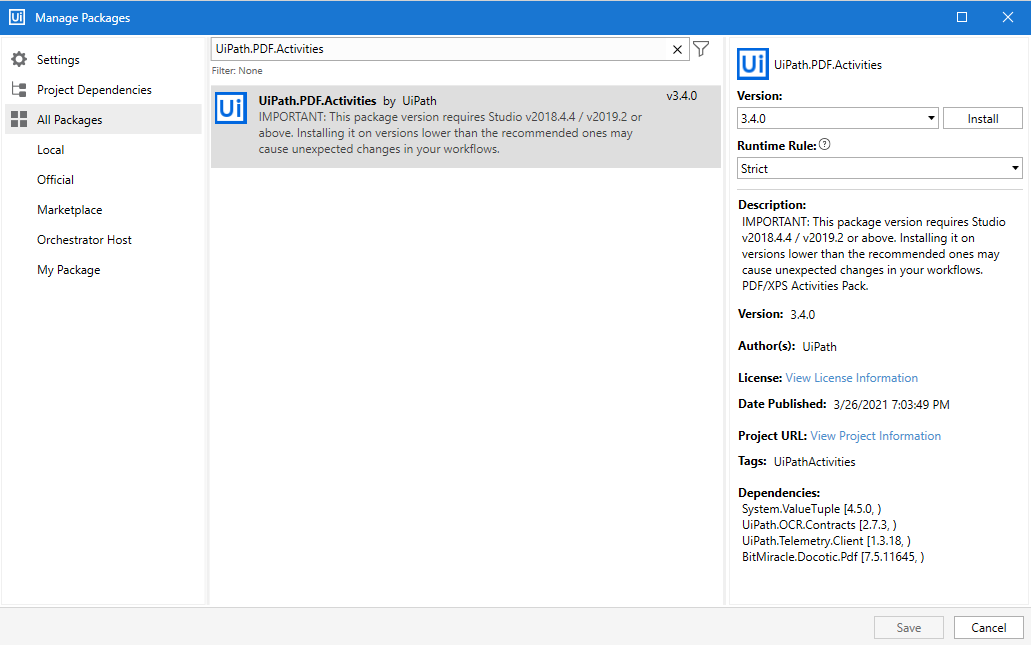 Ui Manage Packages
Settings
Project Dependencies
All Packages
Local
Official
Marketplace
Orchestrator Host
My Package
UiPath.PDF.Activities
Filter: None
Ui
UiPath.PDF.Activities by UiPath
v3.4.0
IMPORTANT: This package version requires Studio v2018.4.4 / v2019.2 or
above. Installing it on versions lower than the recommended ones may
cause unexpected changes in your workflows.
Ui UiPath.PDF.Activities
Version:
3.4.0
Install
Runtime Rule: ?
Strict
Description:
IMPORTANT: This package version requires Studio
v2018.4.4 / v2019.2 or above. Installing it on
versions lower than the recommended ones may
cause unexpected changes in your workflows.
PDF/XPS Activities Pack.
Version: 3.4.0
Author(s): UiPath
License: View License Information
Date Published: 3/26/2021 7:03:49 PM
Project URL: View Project Information
Tags: UiPathActivities
Dependencies:
System.ValueTuple [4.5.0, )
UiPath.OCR.Contracts [2.7.3, )
UiPath.Telemetry.Client [1.3.18, )
BitMiracle.Docotic.Pdf [7.5.11645, )
Save
Cancel